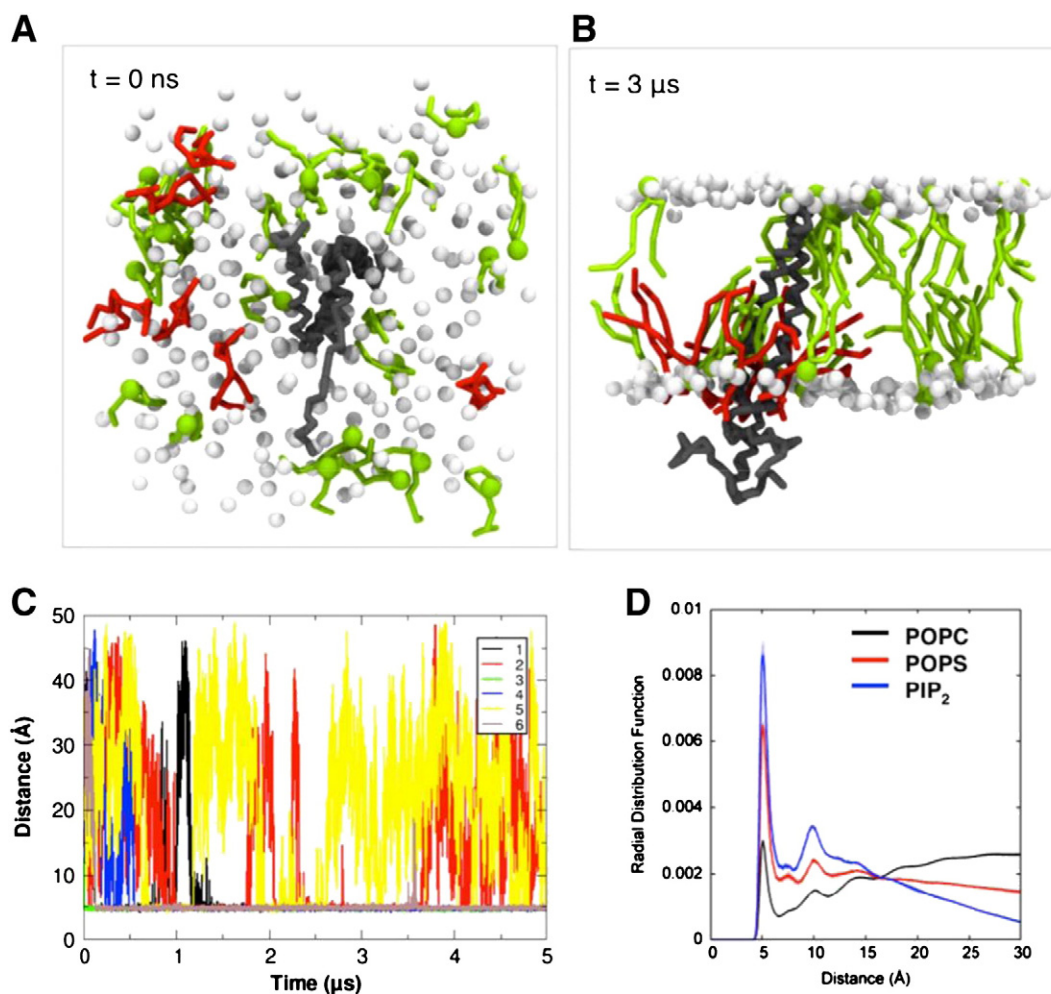 A
B
t = 0 ns
t = 3 µs
C
50
40
30
20
10
0
Distance (Å)
0
1
2
3
4
5
Time (µs)
1
2
3
4
5
6
D
0.01
0.008
0.006
0.004
0.002
0
Radial Distribution Function
0
5
10
15
20
25
30
Distance (Å)
POPC
POPS
PIP₂